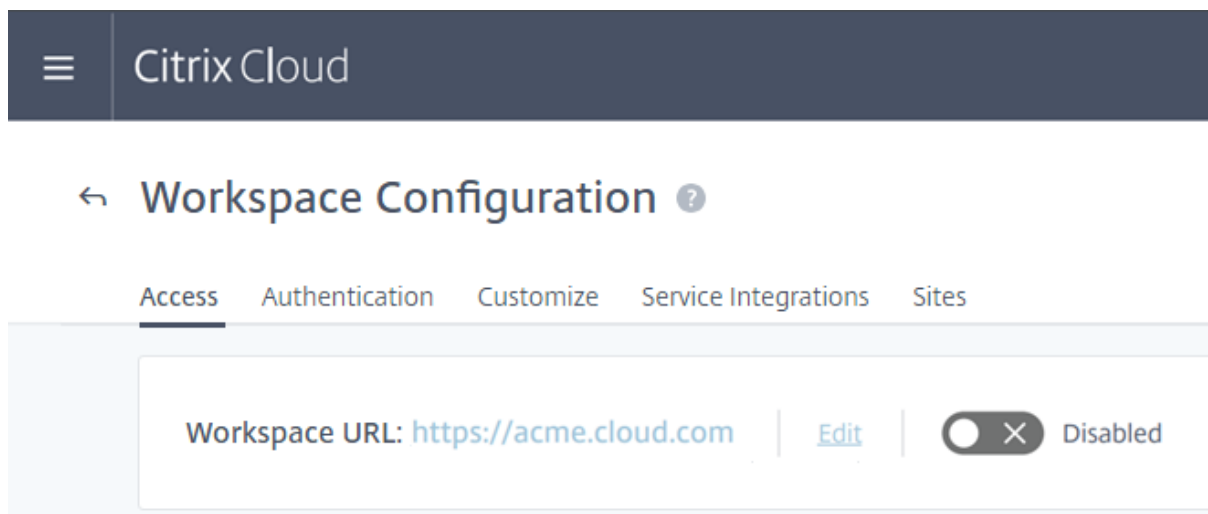 Citrix Cloud
Workspace Configuration ?
Access Authentication Customize Service Integrations Sites
Workspace URL: https://acme.cloud.com Edit Disabled